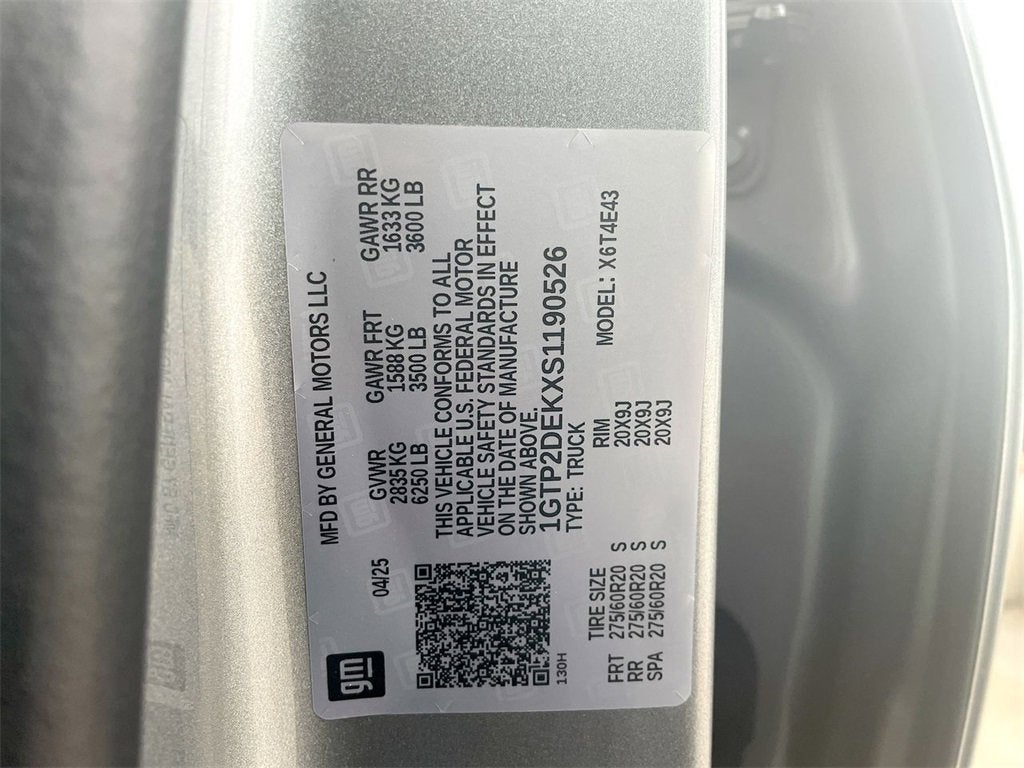 gm
04/25
MFD BY GENERAL MOTORS LLC
GVWR GAWR FRT GAWR RR
2835 KG 1588 KG 1633 KG
6250 LB 3500 LB 3600 LB
THIS VEHICLE CONFORMS TO ALL
APPLICABLE U.S. FEDERAL MOTOR
VEHICLE SAFETY STANDARDS IN EFFECT
ON THE DATE OF MANUFACTURE
SHOWN ABOVE.
1GTP2DEKXS1190526
TYPE: TRUCK
130H
MODEL: X6T4E43
TIRE SIZE RIM
FRT 275/60R20 S 20X9J
RR 275/60R20 S 20X9J
SPA 275/60R20 S 20X9J